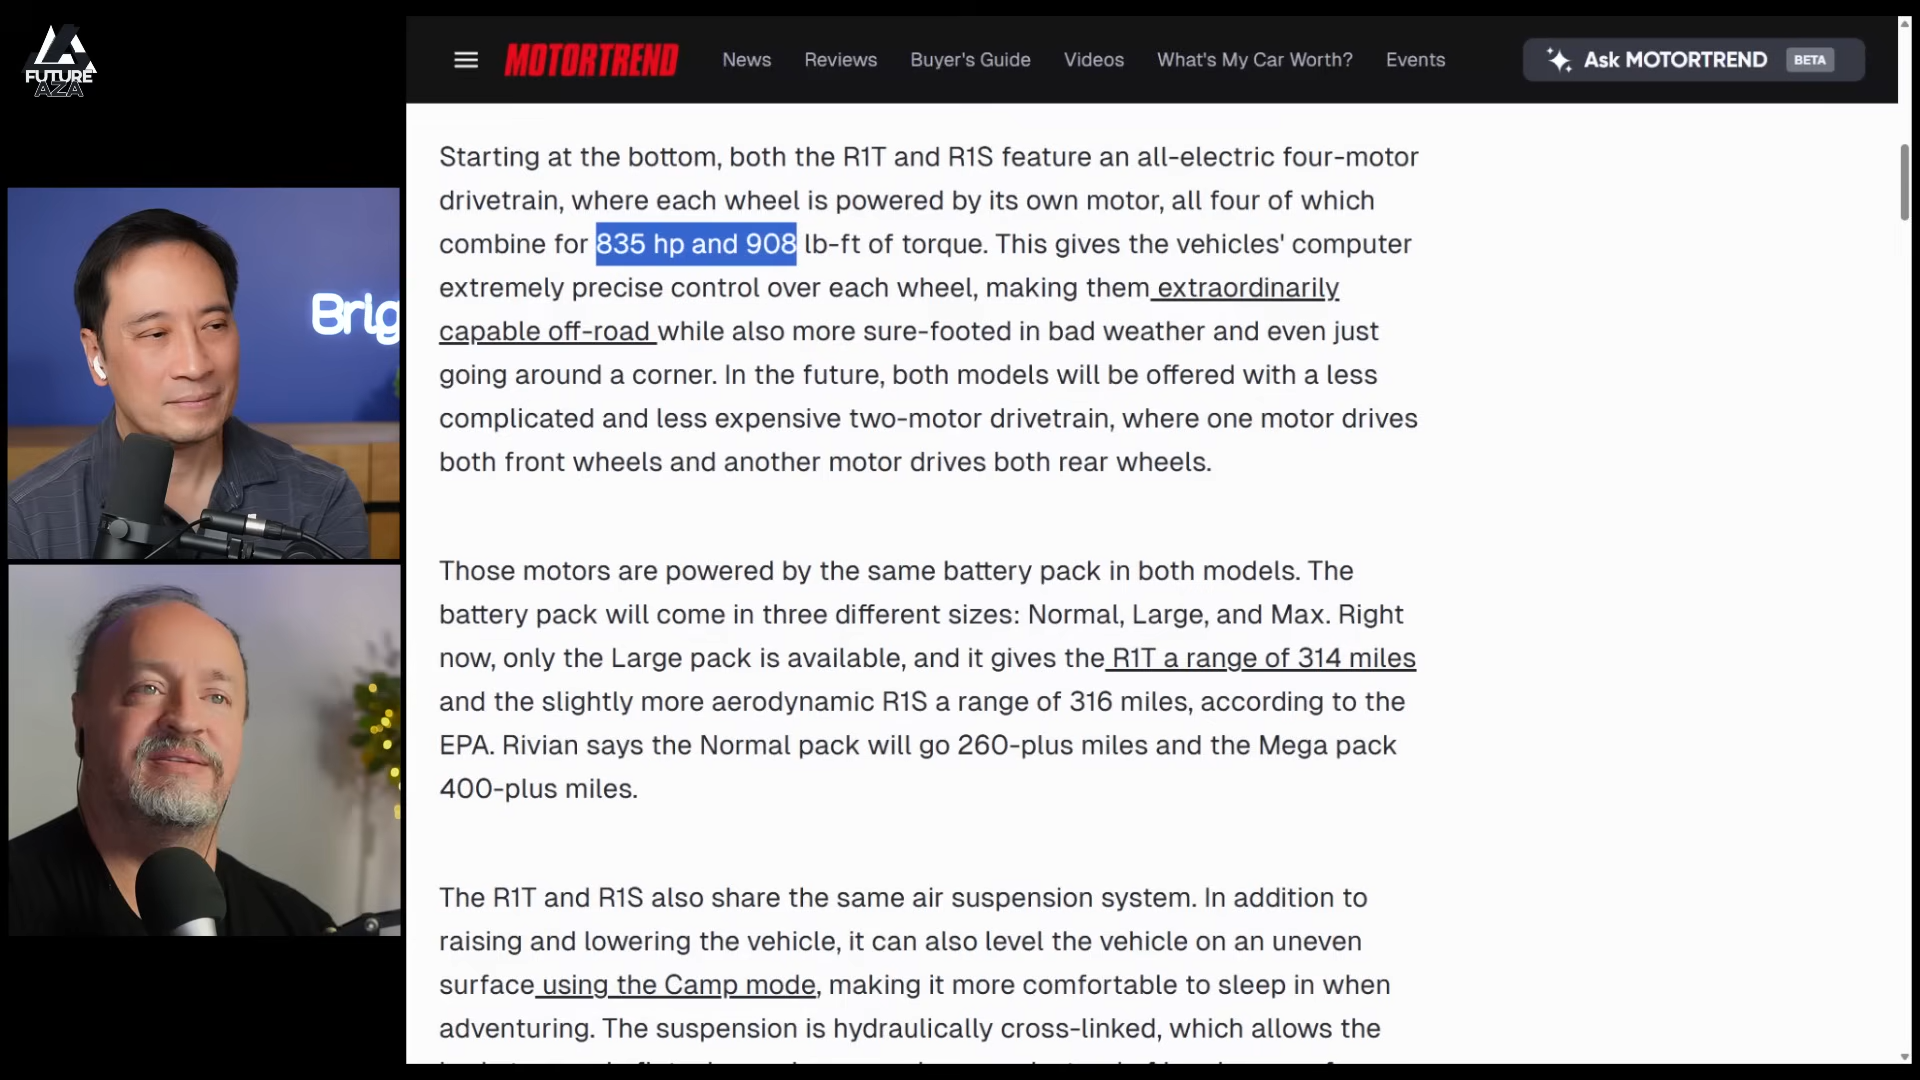 FUTURE
AZA
Brig
MOTORTREND
News
Reviews
Buyer's Guide
Videos
What's My Car Worth?
Events
Ask MOTORTREND
BETA
Starting at the bottom, both the R1T and R1S feature an all-electric four-motor
drivetrain, where each wheel is powered by its own motor, all four of which
combine for 835 hp and 908 lb-ft of torque. This gives the vehicles' computer
extremely precise control over each wheel, making them extraordinarily
capable off-road while also more sure-footed in bad weather and even just
going around a corner. In the future, both models will be offered with a less
complicated and less expensive two-motor drivetrain, where one motor drives
both front wheels and another motor drives both rear wheels.
Those motors are powered by the same battery pack in both models. The
battery pack will come in three different sizes: Normal, Large, and Max. Right
now, only the Large pack is available, and it gives the R1T a range of 314 miles
and the slightly more aerodynamic R1S a range of 316 miles, according to the
EPA. Rivian says the Normal pack will go 260-plus miles and the Mega pack
400-plus miles.
The R1T and R1S also share the same air suspension system. In addition to
raising and lowering the vehicle, it can also level the vehicle on an uneven
surface using the Camp mode, making it more comfortable to sleep in when
adventuring. The suspension is hydraulically cross-linked, which allows the